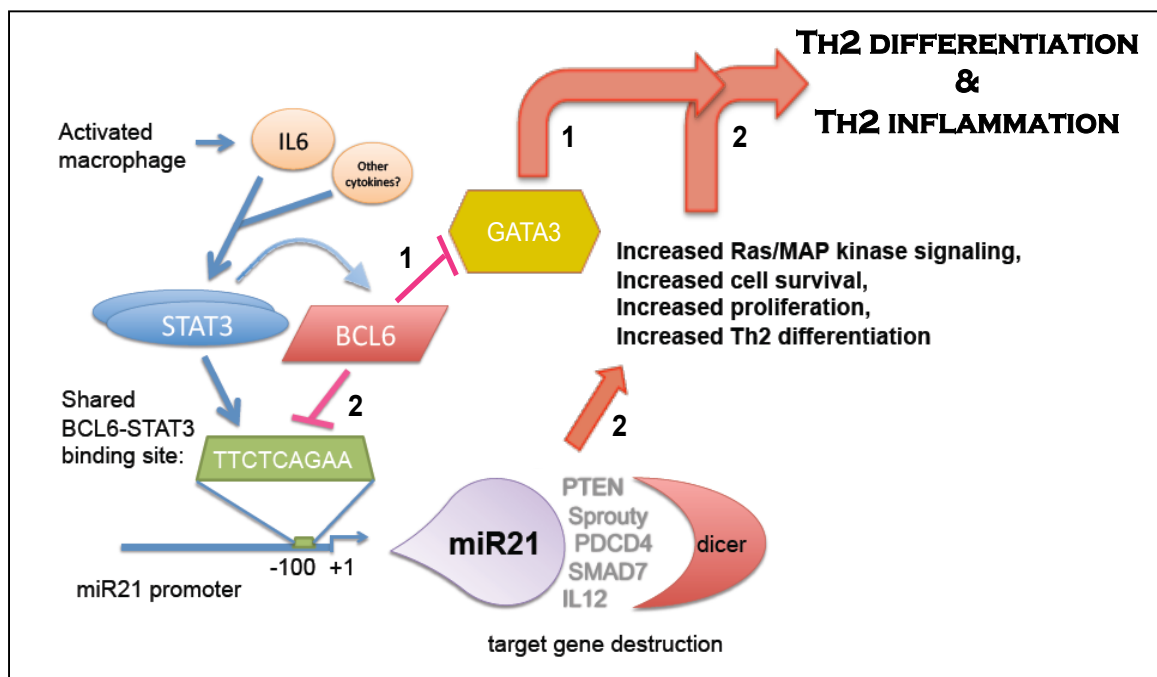 TH2 DIFFERENTIATION
&
TH2 INFLAMMATION
Activated
macrophage
IL6
Other
cytokines?
1
2
GATA3
1
Increased Ras/MAP kinase signaling,
Increased cell survival,
Increased proliferation,
Increased Th2 differentiation
STAT3
BCL6
2
Shared
BCL6-STAT3
binding site:
TTCTCAGAA
2
miR21
PTEN
Sprouty
PDCD4
SMAD7
IL12
dicer
-100 +1
miR21 promoter
target gene destruction